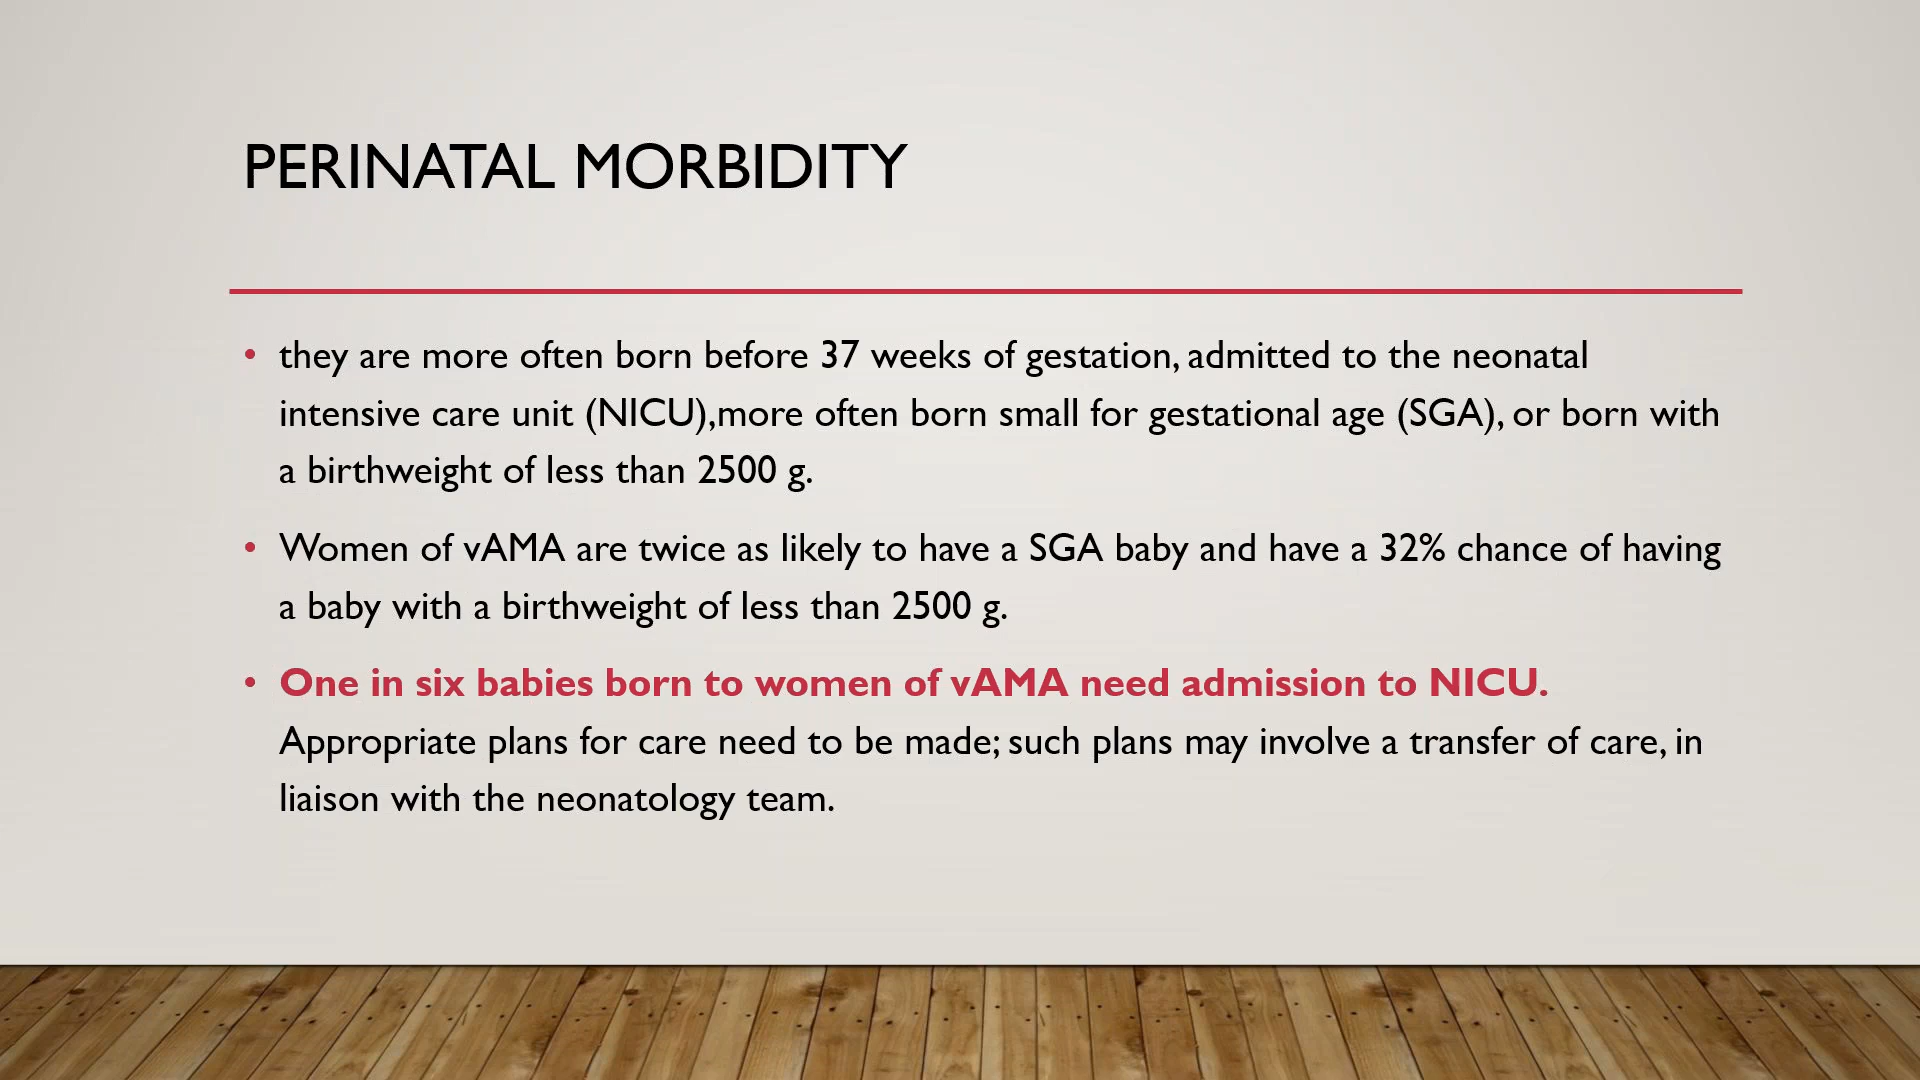 PERINATAL MORBIDITY
• they are more often born before 37 weeks of gestation, admitted to the neonatal
intensive care unit (NICU),more often born small for gestational age (SGA), or born with
a birthweight of less than 2500 g.
• Women of vAMA are twice as likely to have a SGA baby and have a 32% chance of having
a baby with a birthweight of less than 2500 g.
• One in six babies born to women of vAMA need admission to NICU.
Appropriate plans for care need to be made; such plans may involve a transfer of care, in
liaison with the neonatology team.